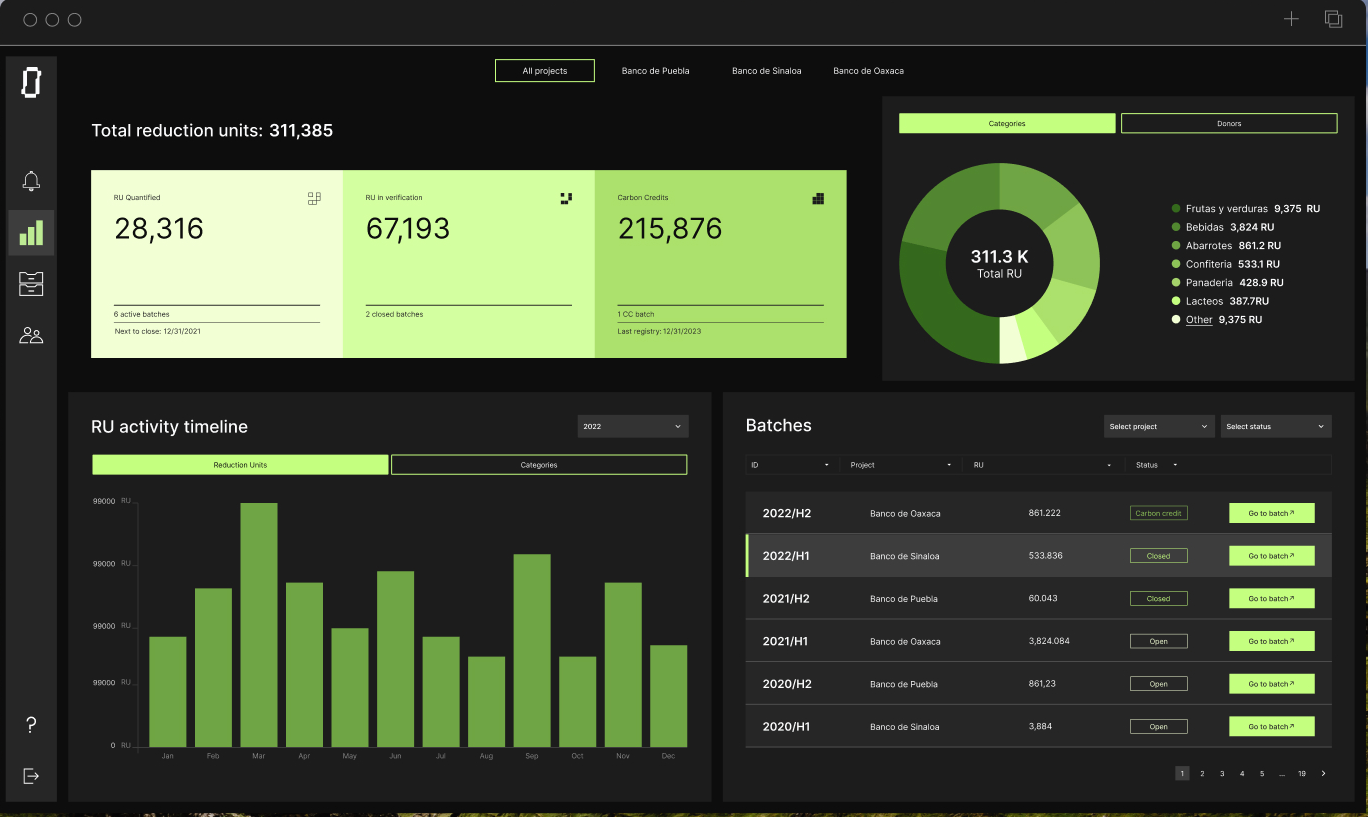 All projects
Banco de Puebla
Banco de Sinaloa
Banco de Oaxaca
Total reduction units: 311,385
RU Quantified
28,316
6 active batches
Next to close: 12/31/2021
RU in verification
67,193
2 closed batches
Carbon Credits
215,876
1 CC batch
Last registry: 12/31/2023
Categories
Donors
311.3 K
Total RU
Frutas y verduras 9,375 RU
Bebidas 3,824 RU
Abarrotes 861.2 RU
Confiteria 533.1 RU
Panaderia 428.9 RU
Lacteos 387.7RU
Other 9,375 RU
RU activity timeline
2022
Reduction Units
Categories
99000 RU
99000 RU
99000 RU
99000 RU
0 RU
Jan Feb Mar Apr May Jun Jul Aug Sep Oct Nov Dec
Batches
Select project
Select status
ID Project RU Status
2022/H2 Banco de Oaxaca 861.222 Carbon credit Go to batch↗
2022/H1 Banco de Sinaloa 533.836 Closed Go to batch↗
2021/H2 Banco de Puebla 60.043 Closed Go to batch↗
2021/H1 Banco de Oaxaca 3,824.084 Open Go to batch↗
2020/H2 Banco de Puebla 861,23 Open Go to batch↗
2020/H1 Banco de Sinaloa 3,884 Open Go to batch↗
1 2 3 4 5 ... 19
?